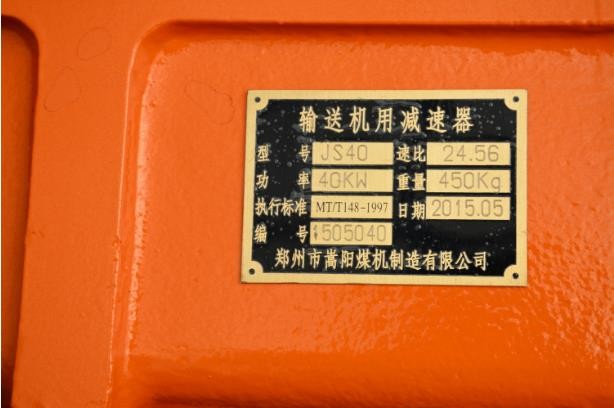 输送机用减速器
型 号 JS40 速比 24.56
功 率 40KW 重量 450Kg
执行标准 MT/T148-1997 日期 2015.05
编 号 1505040
郑州市嵩阳煤机制造有限公司